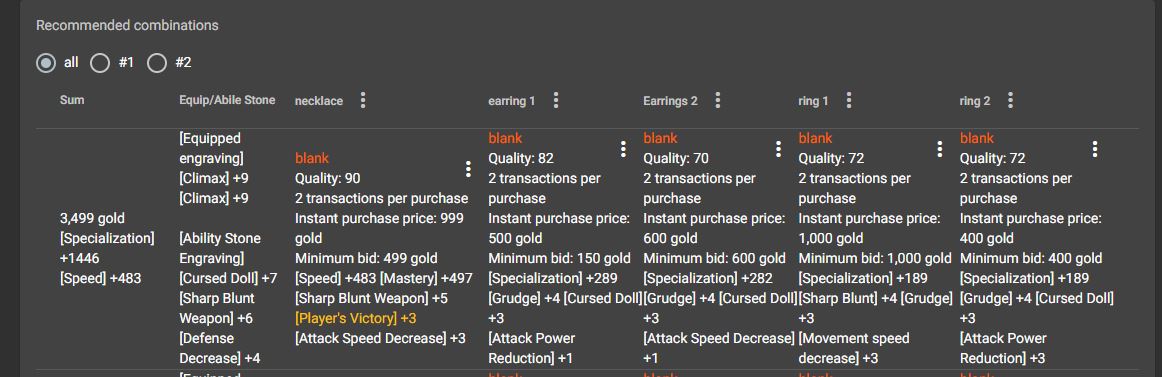 Recommended combinations
all #1 #2
Sum Equip/Abile Stone necklace earring 1 Earrings 2 ring 1 ring 2
3,499 gold
[Specialization]
+1446
[Speed] +483
[Equipped
engraving]
[Climax] +9
[Climax] +9
[Ability Stone
Engraving]
[Cursed Doll] +7
[Sharp Blunt
Weapon] +6
[Defense
Decrease] +4
blank
Quality: 90
2 transactions per purchase
Instant purchase price: 999
gold
Minimum bid: 499 gold
[Speed] +483 [Mastery] +497
[Sharp Blunt Weapon] +5
[Player's Victory] +3
[Attack Speed Decrease] +3
blank
Quality: 82
2 transactions per
purchase
Instant purchase price:
500 gold
Minimum bid: 150 gold
[Specialization] +289
[Grudge] +4 [Cursed Doll]
+3
[Attack Power
Reduction] +1
blank
Quality: 70
2 transactions per
purchase
Instant purchase price:
600 gold
Minimum bid: 600 gold
[Specialization] +282
[Grudge] +4 [Cursed Doll]
+3
[Attack Speed Decrease]
+1
blank
Quality: 72
2 transactions per
purchase
Instant purchase price:
1,000 gold
Minimum bid: 1,000 gold
[Specialization] +189
[Sharp Blunt] +4 [Grudge]
+3
[Movement speed
decrease] +3
blank
Quality: 72
2 transactions per
purchase
Instant purchase price:
400 gold
Minimum bid: 400 gold
[Specialization] +189
[Grudge] +4 [Cursed Doll]
+3
[Attack Power
Reduction] +3
[Equipped